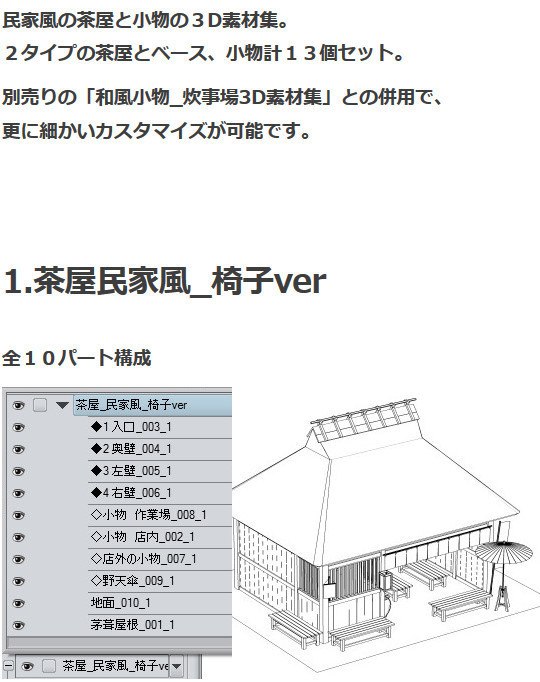 民家風の茶屋と小物の３D素材集。
２タイプの茶屋とベース、小物計１３個セット。
別売りの「和風小物_炊事場3D素材集」との併用で、
更に細かいカスタマイズが可能です。
1.茶屋民家風_椅子ver
全１０パート構成
茶屋_民家風_椅子ver
◆1 入口_003_1
◆2 奥壁_004_1
◆3 左壁_005_1
◆4 右壁_006_1
◇小物　作業場_008_1
◇小物　店内_002_1
◇店外の小物_007_1
◇野天傘_009_1
地面_010_1
茅茸屋根_001_1
茶屋_民家風_椅子ve